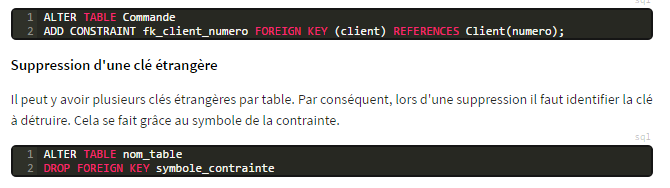 sql
1 ALTER TABLE Commande
2 ADD CONSTRAINT fk_client_numero FOREIGN KEY (client) REFERENCES Client(numero);
Suppression d'une clé étrangère
Il peut y avoir plusieurs clés étrangères par table. Par conséquent, lors d'une suppression il faut identifier la clé
à détruire. Cela se fait grâce au symbole de la contrainte.
sql
1 ALTER TABLE nom_table
2 DROP FOREIGN KEY symbole_contrainte